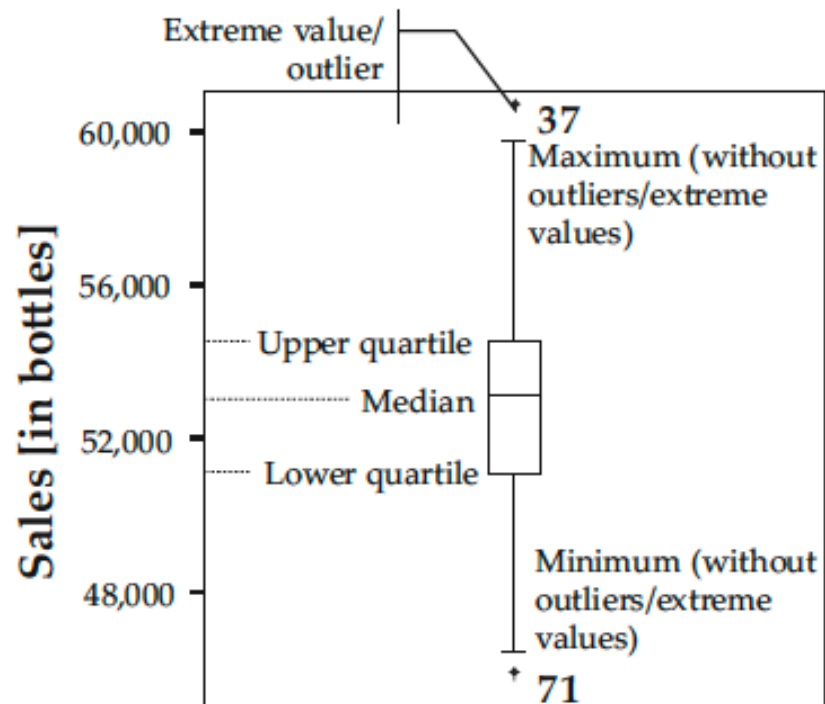 Extreme value/
outlier
37
60,000
Maximum (without
outliers/extreme
values)
Sales [in bottles]
56,000
Upper quartile
Median
52,000
Lower quartile
Minimum (without
outliers/extreme
values)
48,000
71